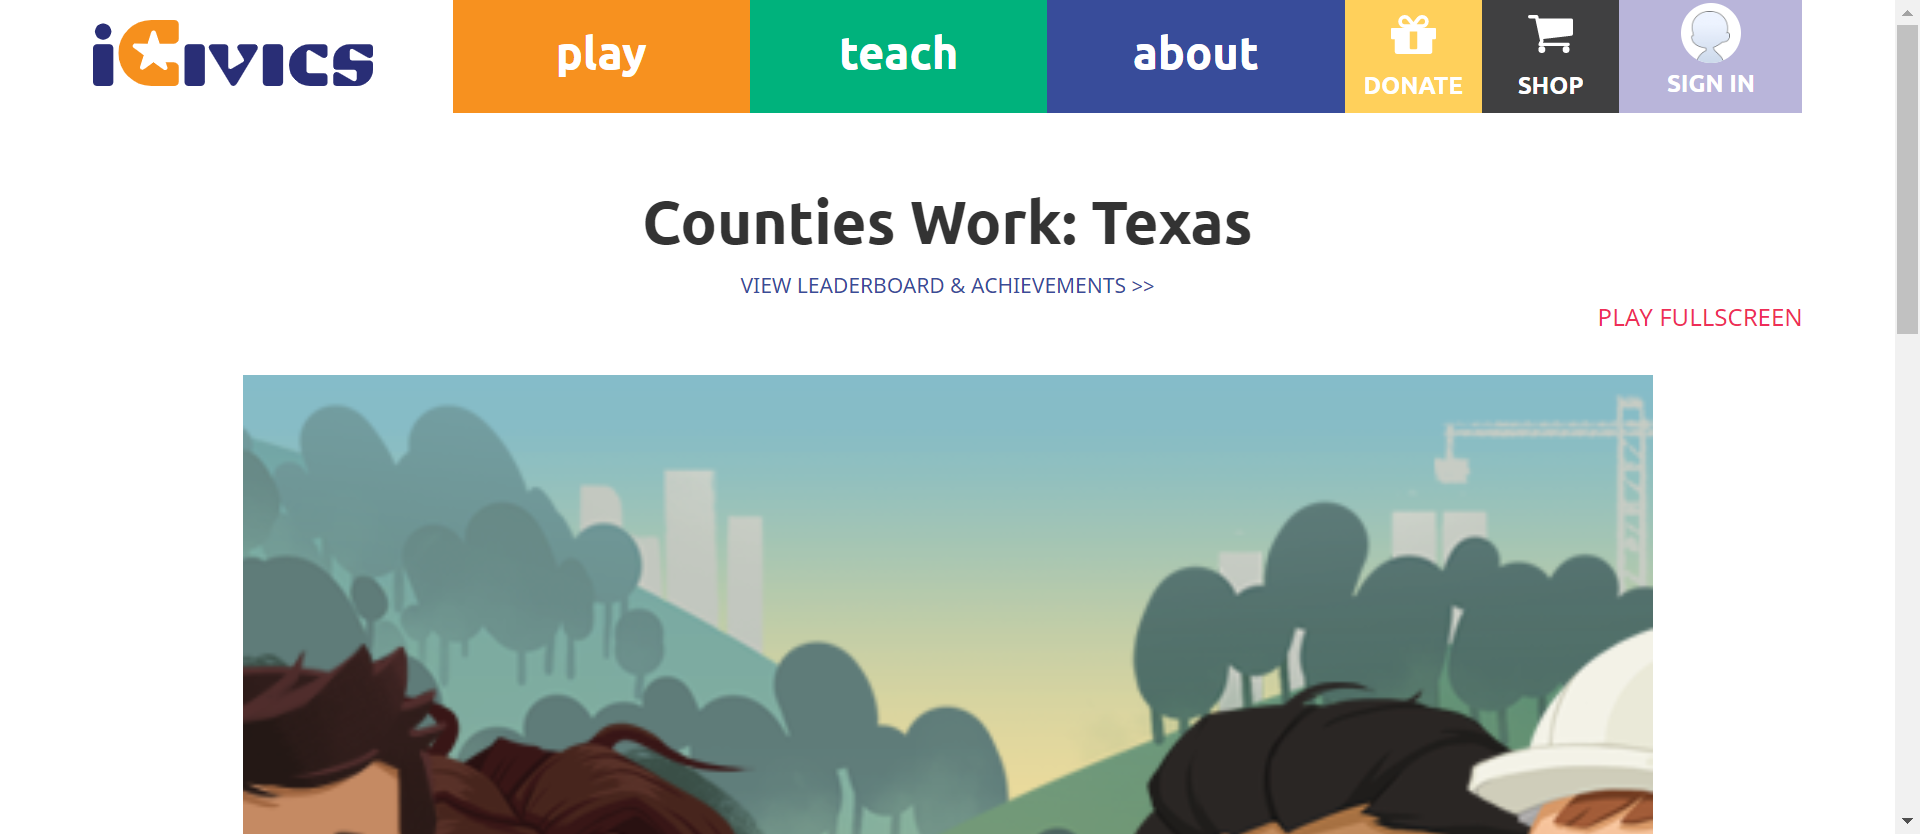 iCivics
play
teach
about
DONATE
SHOP
SIGN IN
Counties Work: Texas
VIEW LEADERBOARD & ACHIEVEMENTS >>
PLAY FULLSCREEN